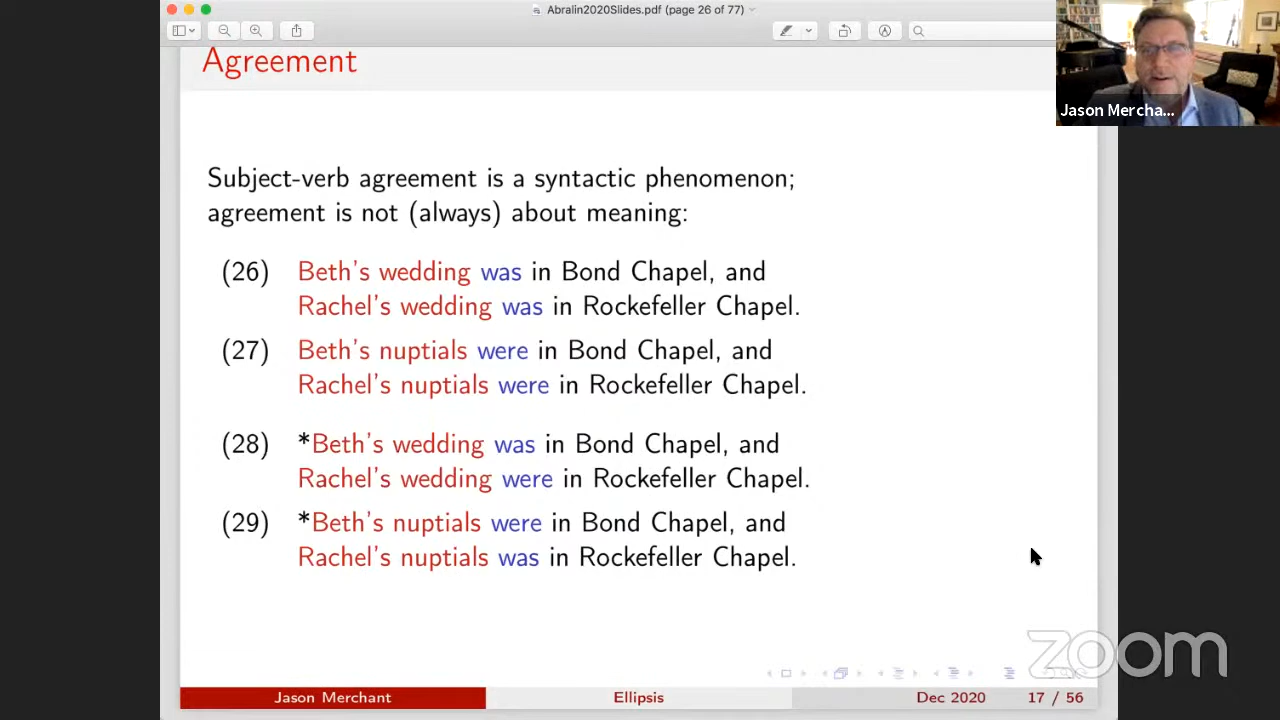 Abralin2020Slides.pdf (page 26 of 77)
Agreement
Jason Mercha...
Subject-verb agreement is a syntactic phenomenon;
agreement is not (always) about meaning:
(26) Beth's wedding was in Bond Chapel, and
Rachel's wedding was in Rockefeller Chapel.
(27) Beth's nuptials were in Bond Chapel, and
Rachel's nuptials were in Rockefeller Chapel.
(28) *Beth's wedding was in Bond Chapel, and
Rachel's wedding were in Rockefeller Chapel.
(29) *Beth's nuptials were in Bond Chapel, and
Rachel's nuptials was in Rockefeller Chapel.
zoom
Jason Merchant Ellipsis Dec 2020 17 / 56